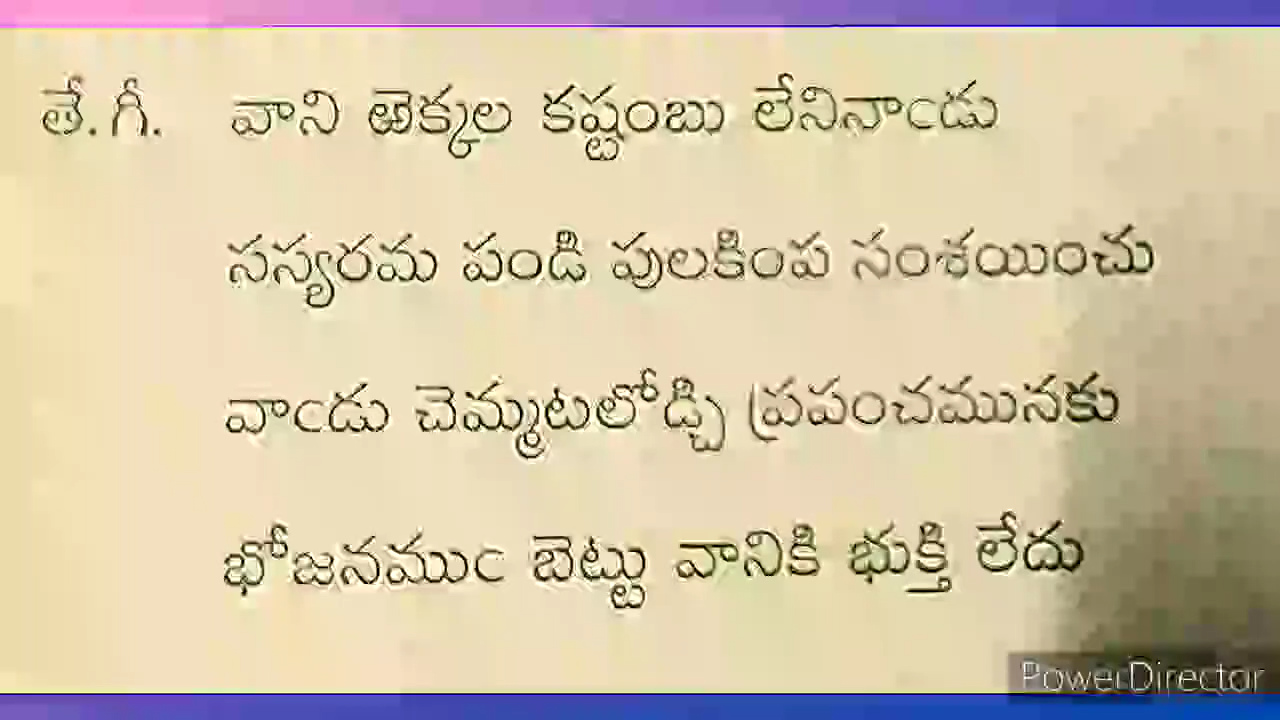 తే. గీ. వాని ఱెక్కల కష్టంబు లేనినాఁడు
సస్యరమ పండి పులకింప సంశయించు
వాఁడు చెమ్మటలోడ్చి ప్రపంచమునకు
భోజనముఁ బెట్టు వానికి భుక్తి లేదు
PowerDirector